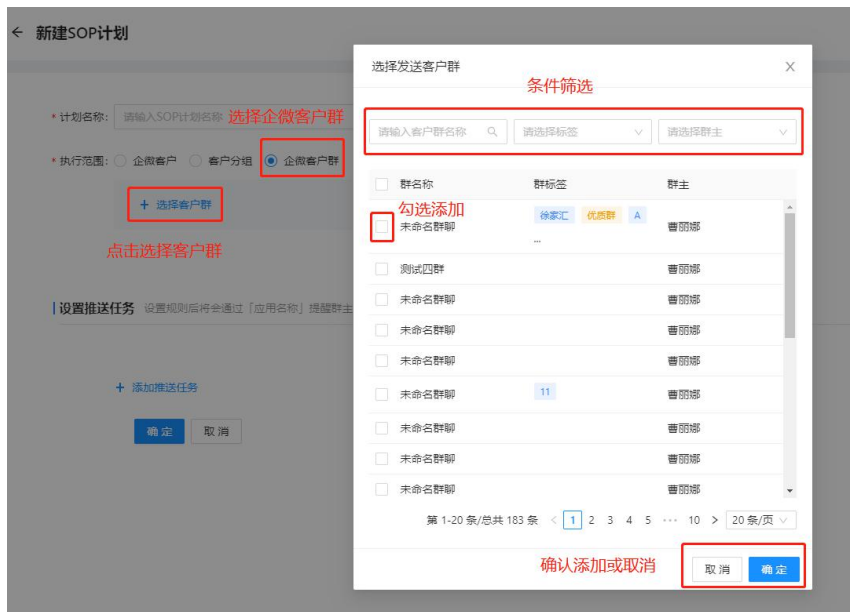 ← 新建SOP计划
* 计划名称： 请输入SOP计划名称 选择企微客户群
* 执行范围： 企微客户 客户分组 企微客户群
+ 选择客户群
点击选择客户群
设置推送任务 设置规则后将会通过「应用名称」提醒群主
+ 添加推送任务
确定 取消
选择发送客户群 X
条件筛选
请输入客户群名称 请选择标签 请选择群主
群名称 群标签 群主
勾选添加
未命名群聊 徐家汇 优质群 A ... 曹丽娜
测试四群 曹丽娜
未命名群聊 曹丽娜
未命名群聊 曹丽娜
未命名群聊 曹丽娜
未命名群聊 11 曹丽娜
未命名群聊 曹丽娜
未命名群聊 曹丽娜
未命名群聊 曹丽娜
第 1-20 条/总共 183 条 < 1 2 3 4 5 ••• 10 > 20 条/页
确认添加或取消
取消 确定